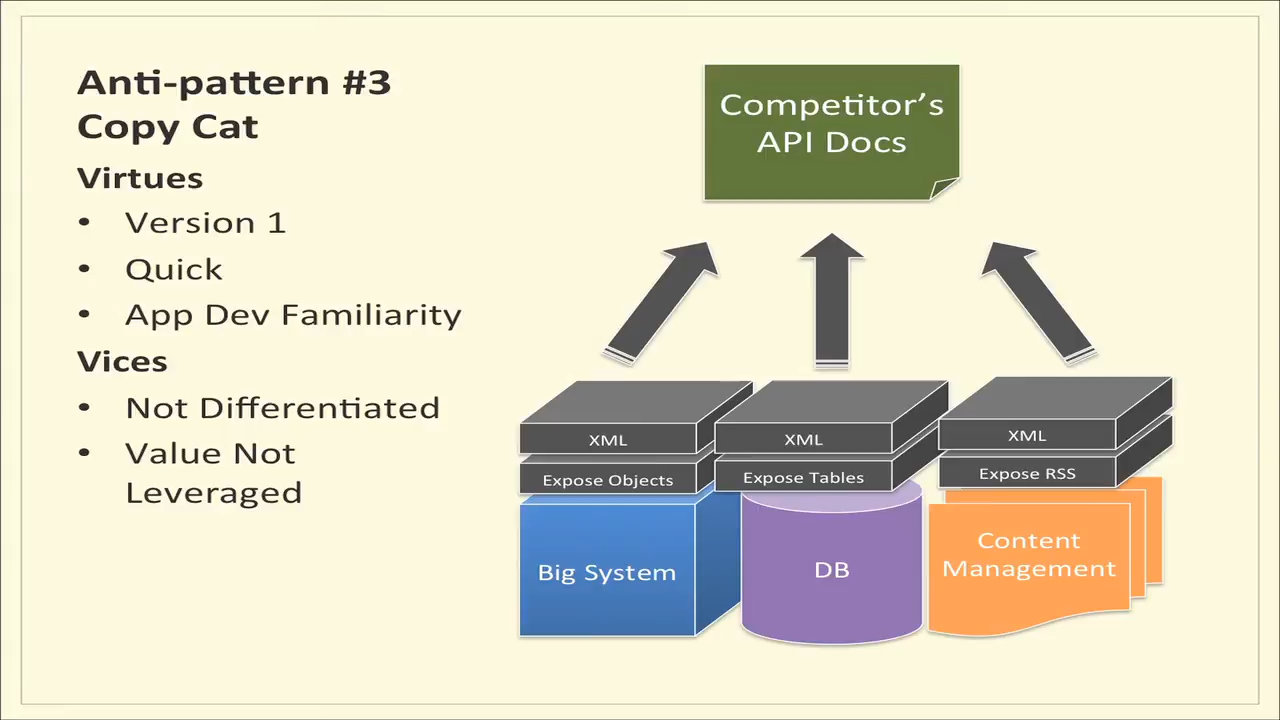 Anti-pattern #3
Copy Cat
Virtues
• Version 1
• Quick
• App Dev Familiarity
Vices
• Not Differentiated
• Value Not
Leveraged
Competitor’s
API Docs
XML
Expose Objects
Big System
XML
Expose Tables
DB
XML
Expose RSS
Content
Management